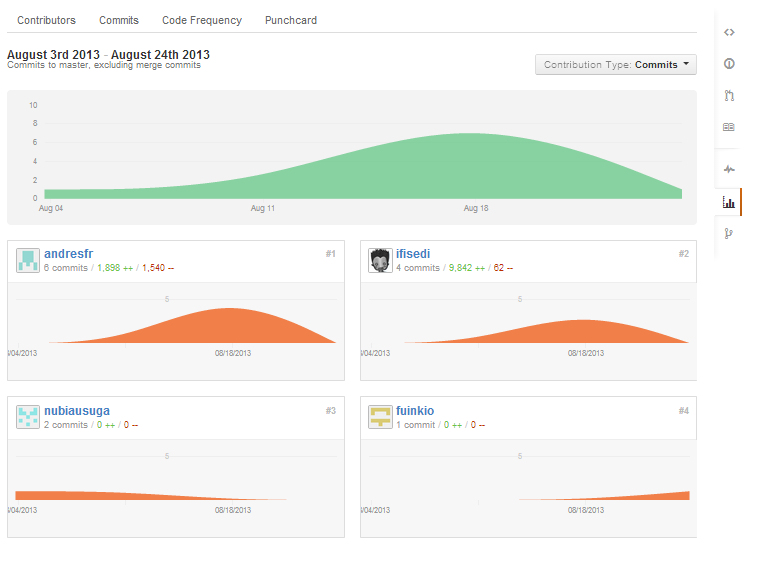 Contributors Commits Code Frequency Punchcard
August 3rd 2013 - August 24th 2013
Commits to master, excluding merge commits
Contribution Type: Commits
10
8
6
4
2
0
Aug 04 Aug 11 Aug 18
andresfr #1
6 commits / 1,898 ++ / 1,540 --
5
/04/2013 08/18/2013
ifisedi #2
4 commits / 9,842 ++ / 62 --
5
/04/2013 08/18/2013
nubiausuga #3
2 commits / 0 ++ / 0 --
5
/04/2013 08/18/2013
fuinkio #4
1 commit / 0 ++ / 0 --
5
/04/2013 08/18/2013